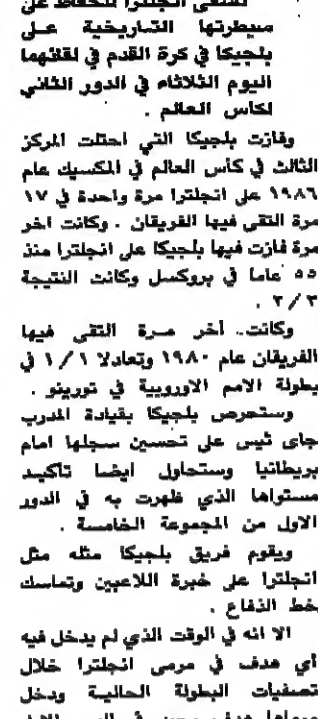 تسعى انجلترا للحفاظ على
سيطرتها التاريخية على
بلجيكا في كرة القدم في لقائهما
اليوم الثلاثاء في الدور الثاني
لكاس العالم .
وفازت بلجيكا التي احتلت المركز
الثالث في كأس العالم في المكسيك عام
١٩٨٦ على انجلترا مرة واحدة في ١٧
مرة التقى فيها الفريقان . وكانت اخر
مرة فازت فيها بلجيكا على انجلترا منذ
٥٥ عاما في بروكسل وكانت النتيجة
٢/٣ .
وكانت آخر مرة التقى فيها
الفريقان عام ١٩٨٠ وتعادلا ١/١ في
بطولة الامم الاوروبية في تورينو .
وستحرص بلجيكا بقيادة المدرب
جاى ثيس على تحسين سجلها امام
بريطانيا وستحاول ايضا تأكيد
مستواها الذي ظهرت به في الدور
الاول من المجموعة الخامسة .
ويقوم فريق بلجيكا مثله مثل
انجلترا على خبرة اللاعبين وتماسك
خط الدفاع .
الا انه في الوقت الذي لم يدخل فيه
أي هدف في مرمى انجلترا خلال
تصفيات البطولة الحالية ودخل